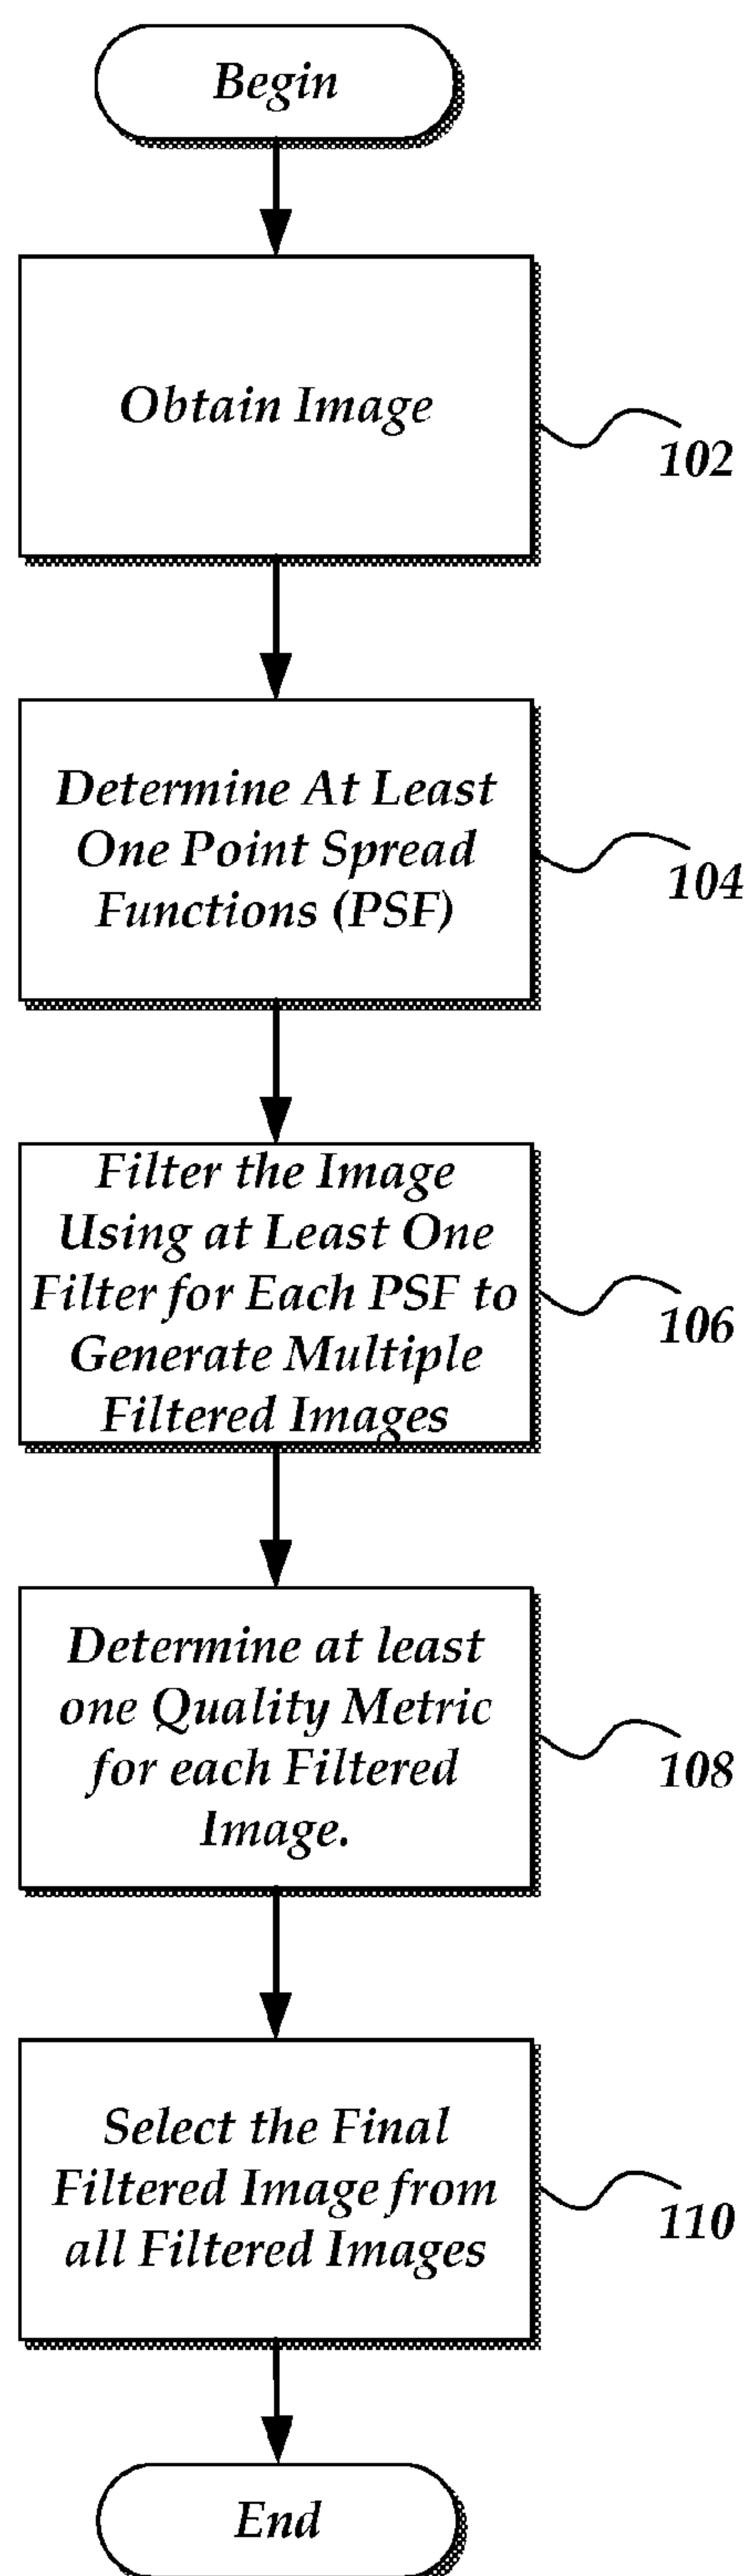 Begin
Obtain Image
102
Determine At Least
One Point Spread
Functions (PSF)
104
Filter the Image
Using at Least One
Filter for Each PSF to
Generate Multiple
Filtered Images
106
Determine at least
one Quality Metric
for each Filtered
Image.
108
Select the Final
Filtered Image from
all Filtered Images
110
End